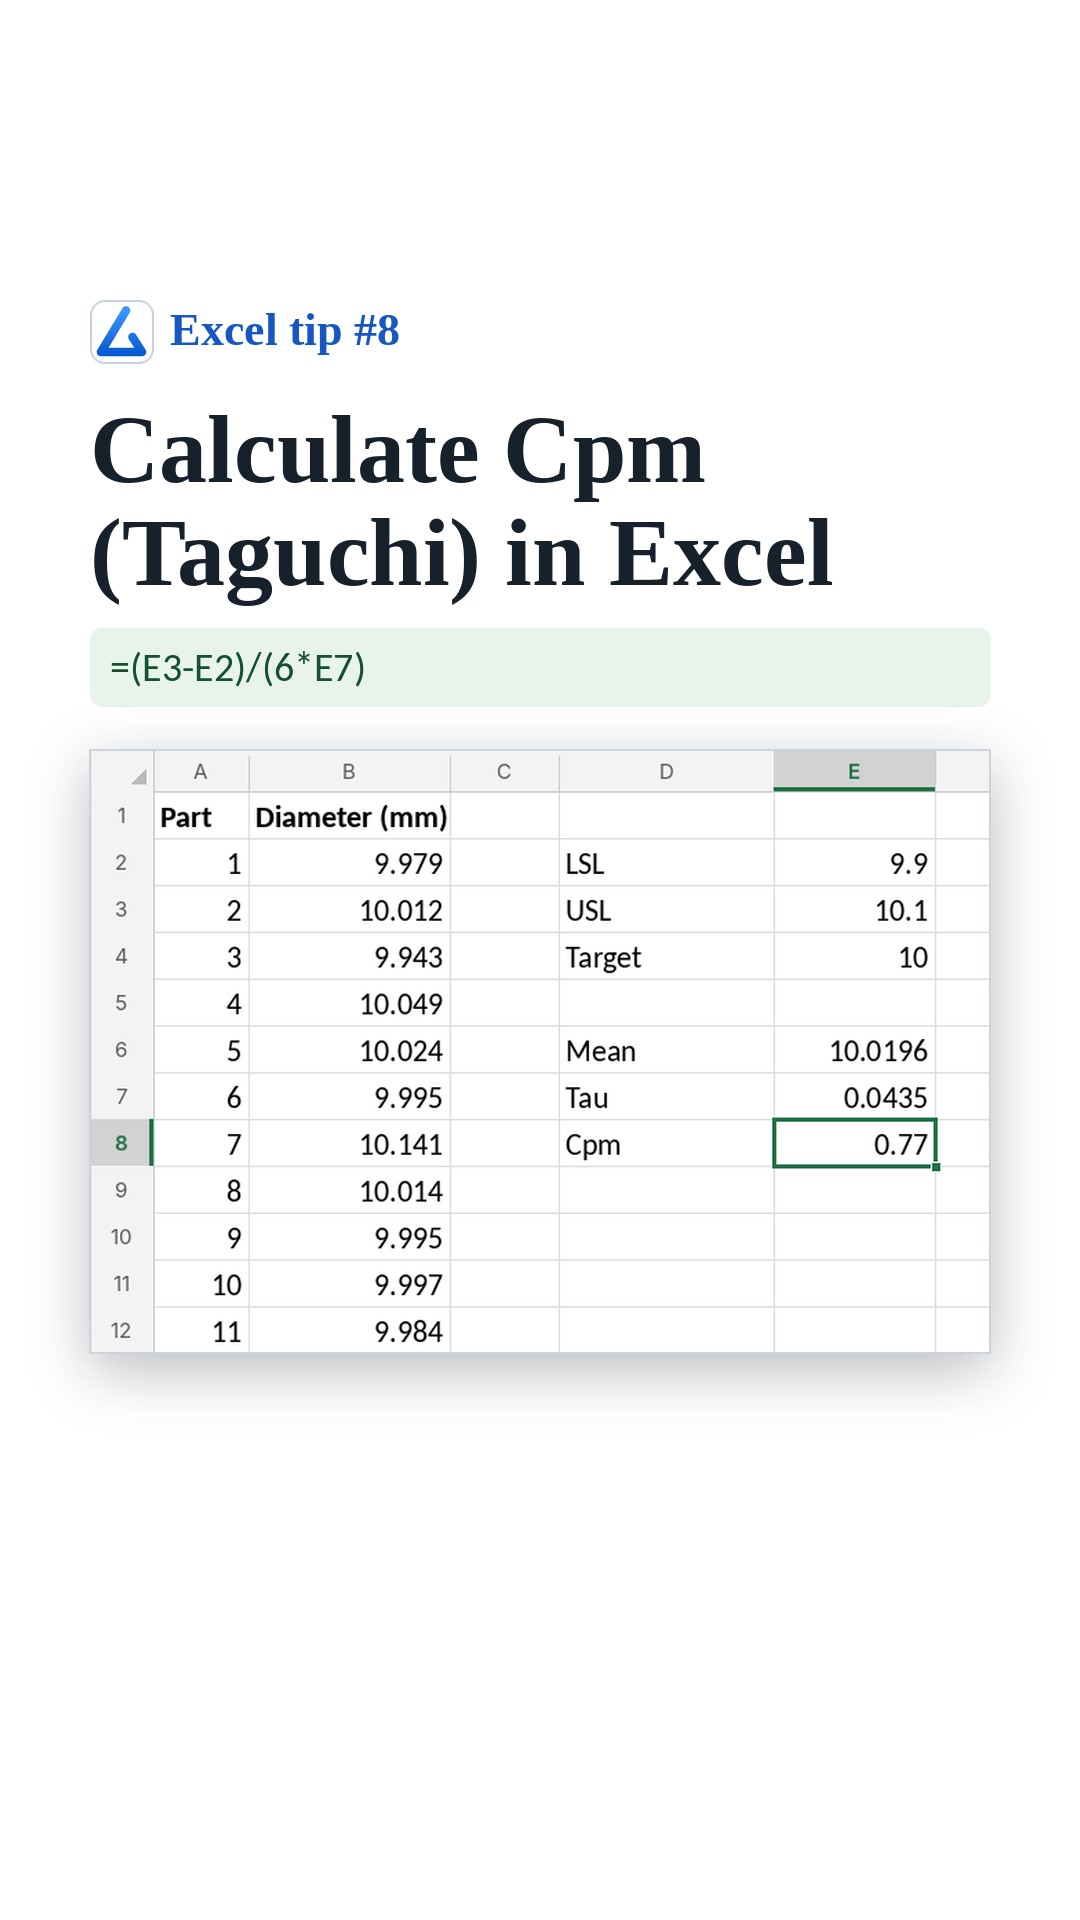 Excel tip #8
Calculate Cpm
(Taguchi) in Excel
=(E3-E2)/(6*E7)
A B C D E
1 Part Diameter (mm)
2 1 9.979 LSL 9.9
3 2 10.012 USL 10.1
4 3 9.943 Target 10
5 4 10.049
6 5 10.024 Mean 10.0196
7 6 9.995 Tau 0.0435
8 7 10.141 Cpm 0.77
9 8 10.014
10 9 9.995
11 10 9.997
12 11 9.984